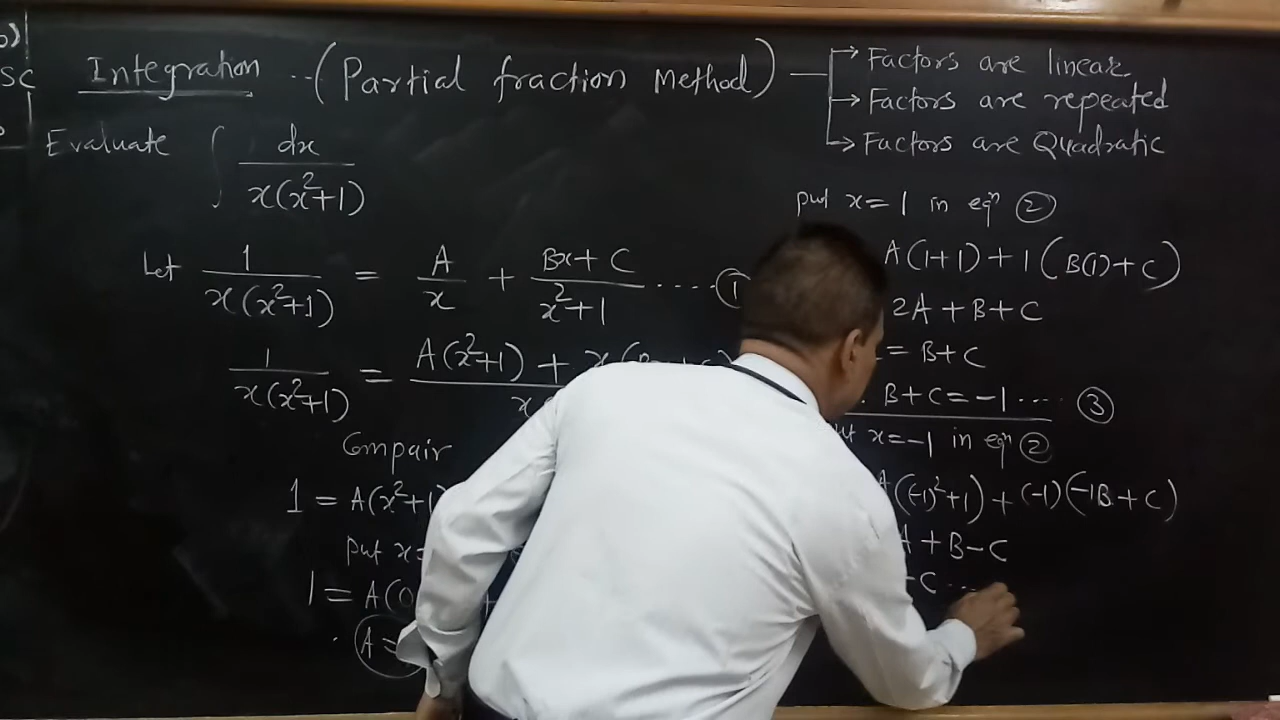 SC
Integration ..(Partial fraction Method)
Factors are linear
Factors are repeated
Factors are Quadratic
Evaluate ∫ dx / x(x²+1)
Let 1 / x(x²+1) = A / x + Bx+C / x²+1 ..... ①
1 / x(x²+1) = A(x²+1) +
Compair
1 = A(x²+1)
put x=
1 = A(0
A =
put x=1 in eqⁿ ②
A(1+1)+1(B(1)+C)
2A+B+C
= B+C
B+C=-1.... ③
x=-1 in eqⁿ ②
((-1)²+1)+(-1)(-1B+C)
+B-C
-C ...